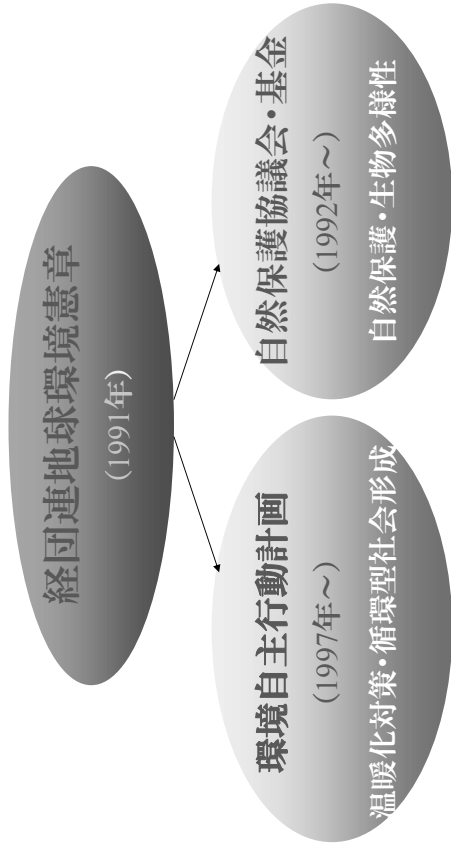 経団連地球環境憲章
(1991年)
環境自主行動計画
(1997年～)
温暖化対策・循環型社会形成
自然保護協議会・基金
(1992年～)
自然保護・生物多様性